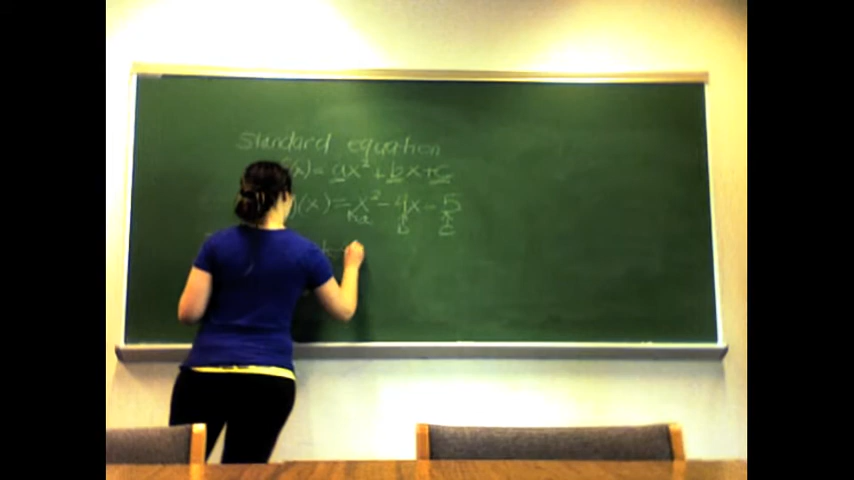 Standard equation
f(x) = ax² + bx + c
g(x) = x² - 4x - 5
a b c